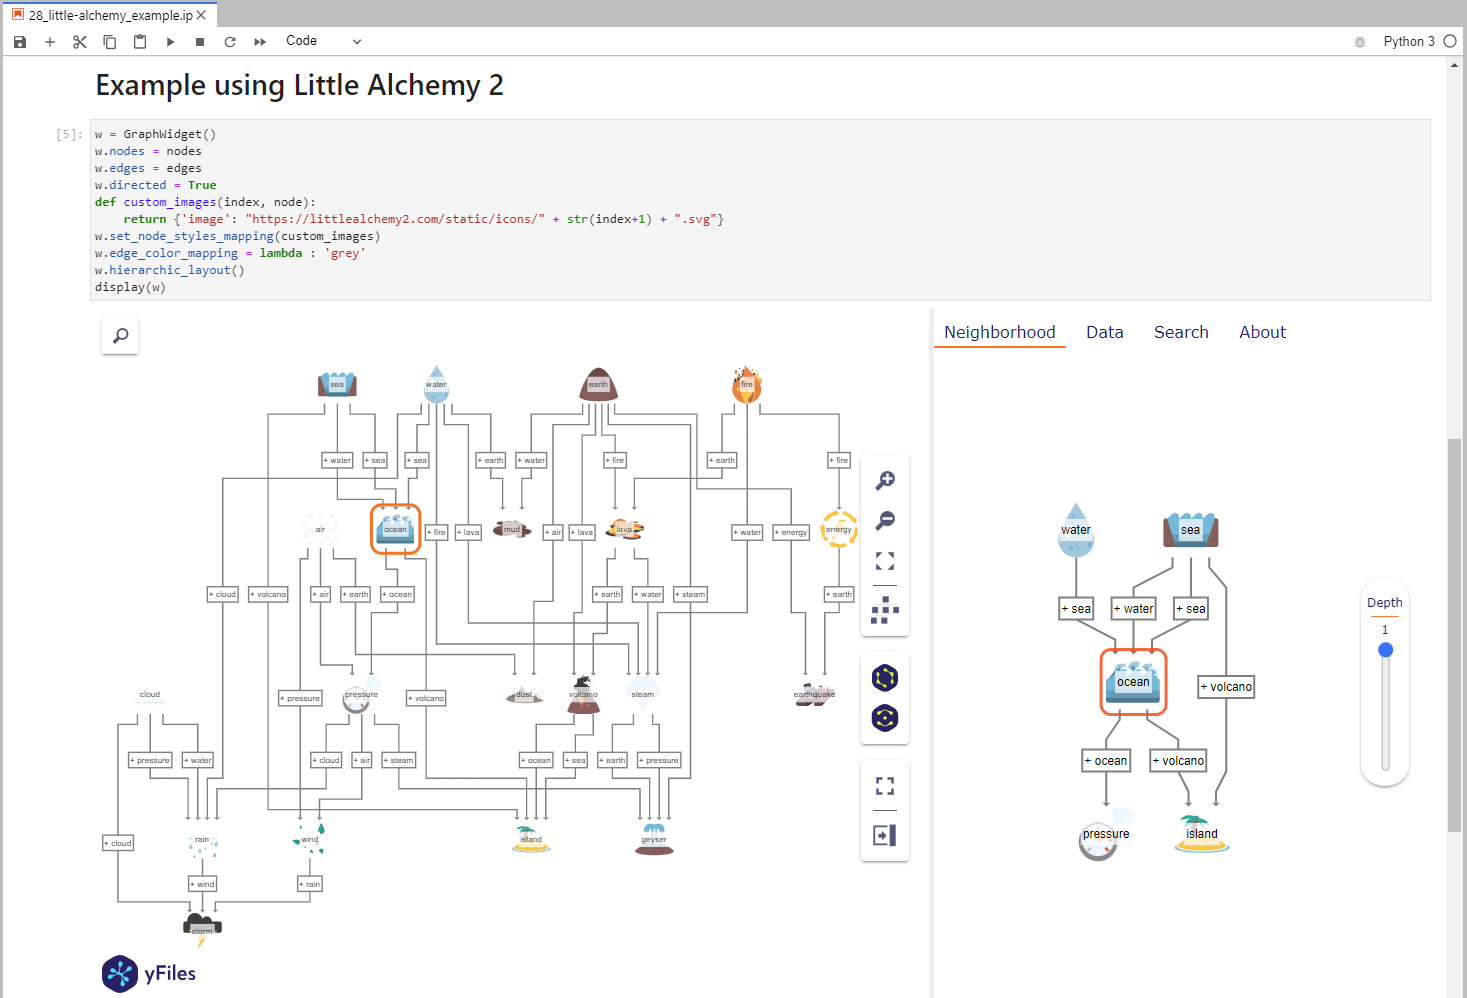 28_little-alchemy_example.ip
Code
Python 3
Example using Little Alchemy 2
[5]:
w = GraphWidget()
w.nodes = nodes
w.edges = edges
w.directed = True
def custom_images(index, node):
    return {'image': "https://littlealchemy2.com/static/icons/" + str(index+1) + ".svg"}
w.set_node_styles_mapping(custom_images)
w.edge_color_mapping = lambda : 'grey'
w.hierarchic_layout()
display(w)
Neighborhood Data Search About
sea water earth fire
+ water + sea + sea + earth + water + fire + earth + fire
air ocean + fire + lava mud + air + lava lava + water + energy energy
+ cloud + volcano + air + earth + ocean + earth + water + steam + earth
cloud + pressure pressure + volcano dust volcano steam earthquake
+ pressure + water + cloud + air + steam + ocean + sea + earth + pressure
+ cloud rain wind island geyser
+ wind + rain
storm
yFiles
water sea
+ sea + water + sea
ocean + volcano
+ ocean + volcano
pressure island
Depth
1